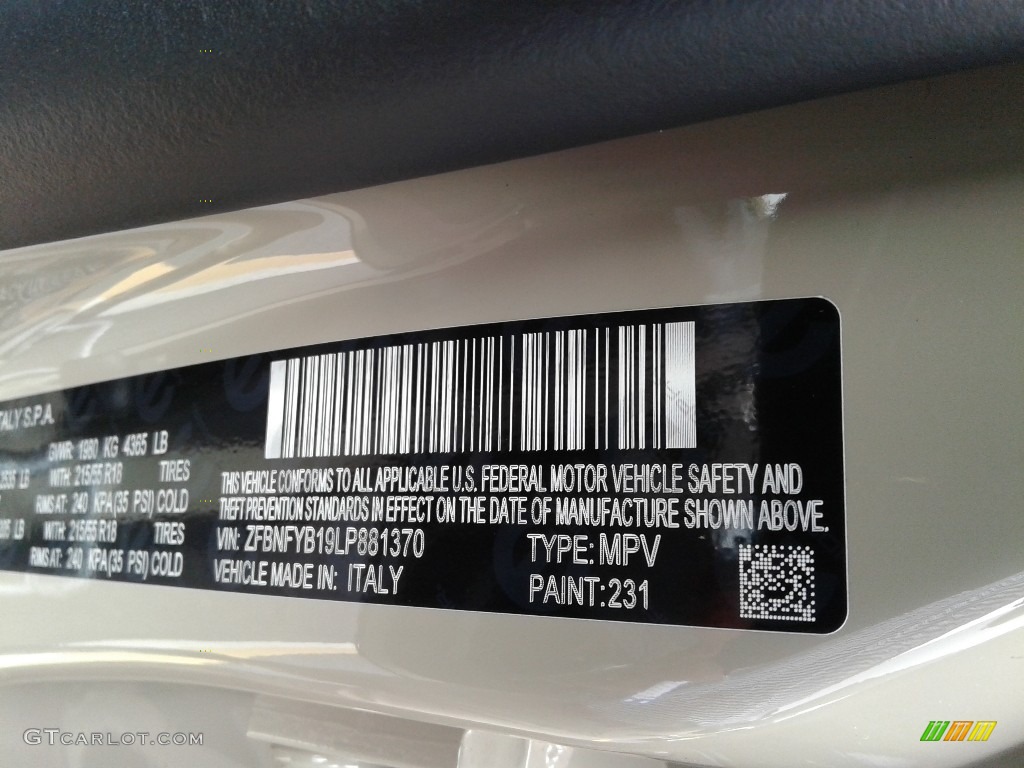 ITALY S.P.A.
GVWR: 1980 KG 4365 LB
LB WITH: 215/55 R18 TIRES
RIMS AT: 240 KPA(35 PSI) COLD
LB WITH: 215/55 R18 TIRES
RIMS AT: 240 KPA(35 PSI) COLD
THIS VEHICLE CONFORMS TO ALL APPLICABLE U.S. FEDERAL MOTOR VEHICLE SAFETY AND
THEFT PREVENTION STANDARDS IN EFFECT ON THE DATE OF MANUFACTURE SHOWN ABOVE.
VIN: ZFBNFYB19LP881370 TYPE: MPV
VEHICLE MADE IN: ITALY PAINT: 231
GTCARLOT.COM